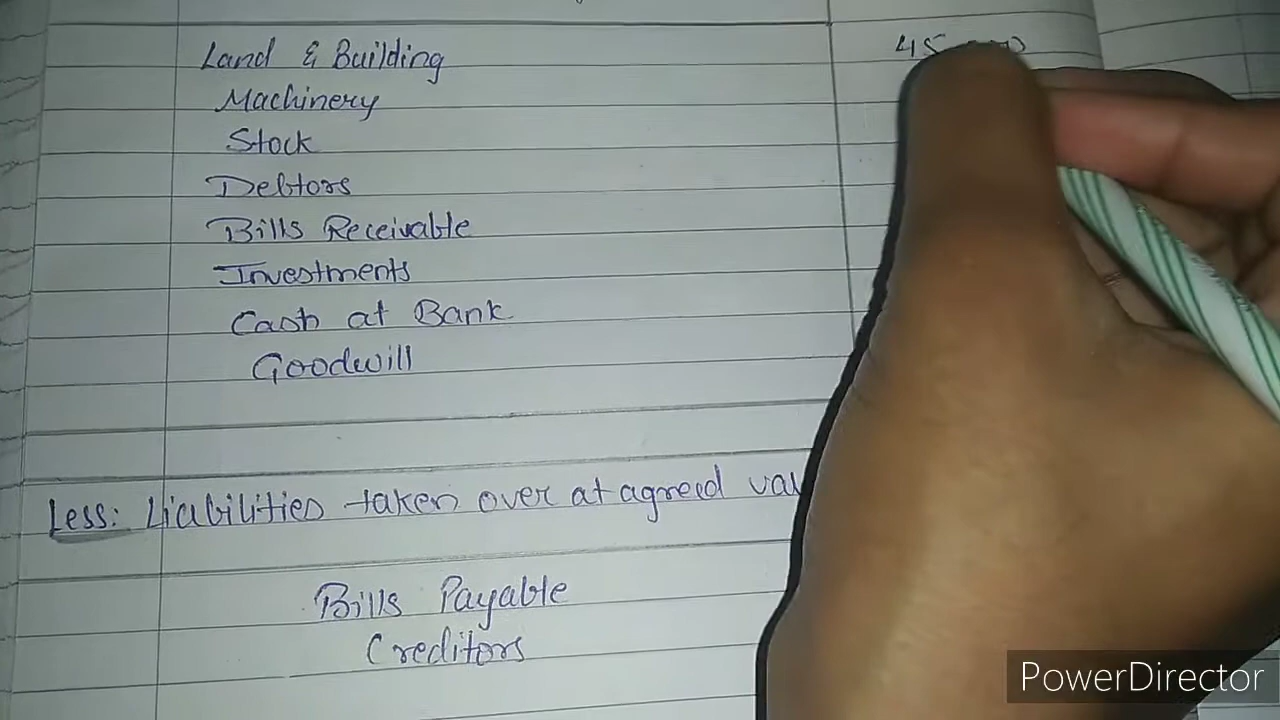 Land & Building
Machinery
Stock
Debtors
Bills Receivable
Investments
Cash at Bank
Goodwill
Less: Liabilities taken over at agreed
Bills Payable
Creditors
PowerDirector